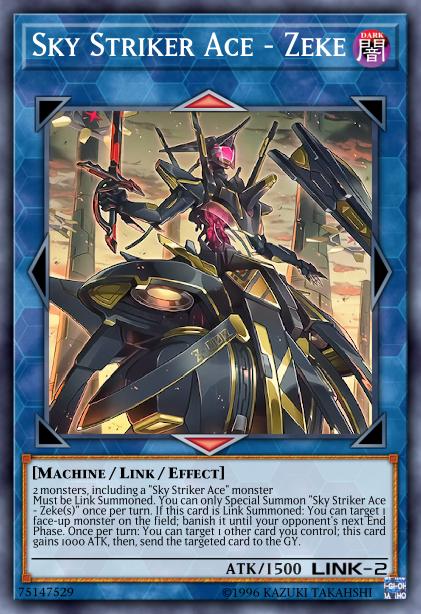 Sky Striker Ace - Zeke
DARK
闇
[Machine / Link / Effect]
2 monsters, including a "Sky Striker Ace" monster
Must be Link Summoned. You can only Special Summon "Sky Striker Ace
- Zeke(s)" once per turn. If this card is Link Summoned: You can target 1
face-up monster on the field; banish it until your opponent's next End
Phase. Once per turn: You can target 1 other card you control; this card
gains 1000 ATK, then, send the targeted card to the GY.
ATK/1500 LINK-2
75147529 ©1996 KAZUKI TAKAHSHI